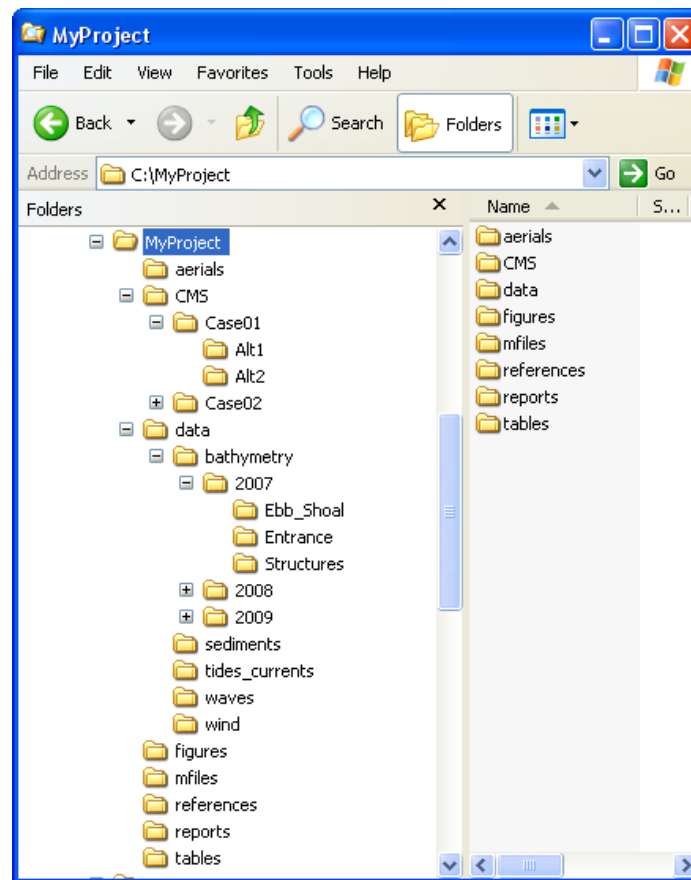 MyProject
File Edit View Favorites Tools Help
Back Search Folders
Address C:\MyProject Go
Folders
Name S...
MyProject
aerials
CMS
Case01
Alt1
Alt2
Case02
data
bathymetry
2007
Ebb_Shoal
Entrance
Structures
2008
2009
sediments
tides_currents
waves
wind
figures
mfiles
references
reports
tables
aerials
CMS
data
figures
mfiles
references
reports
tables